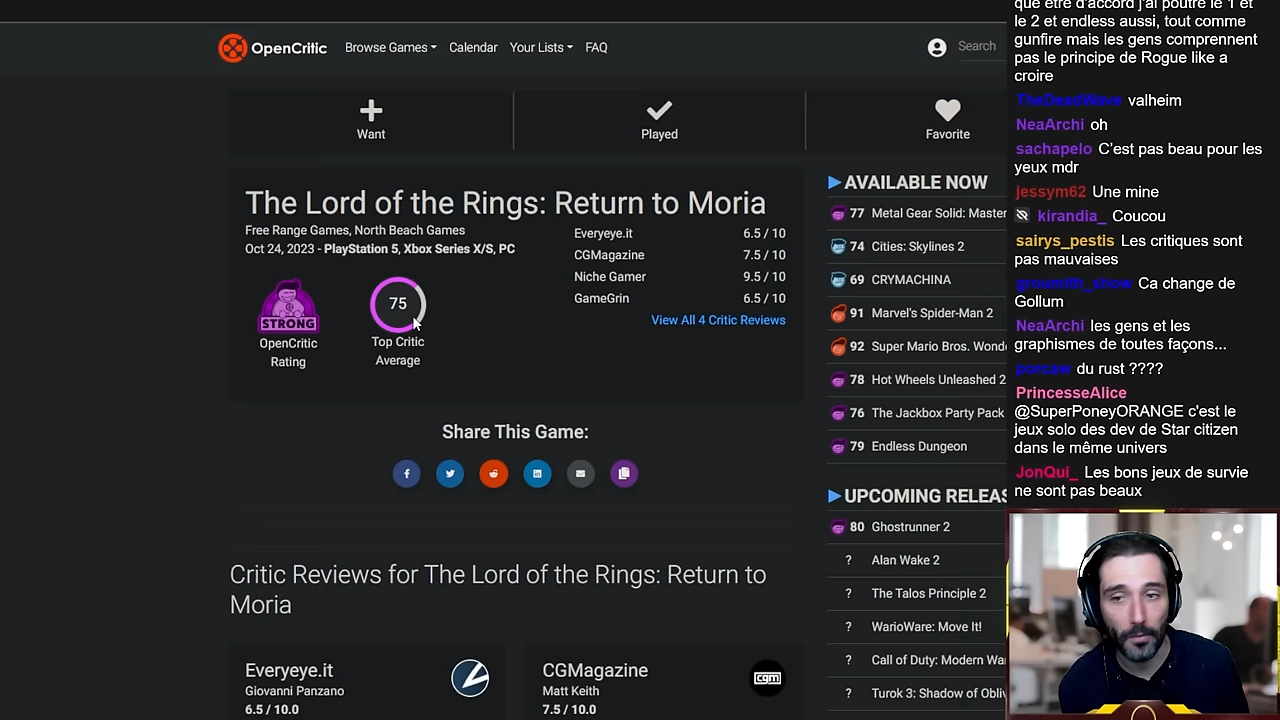 OpenCritic
Browse Games
Calendar
Your Lists
FAQ
Search
Want
Played
Favorite
The Lord of the Rings: Return to Moria
Free Range Games, North Beach Games
Oct 24, 2023 - PlayStation 5, Xbox Series X/S, PC
Everyeye.it 6.5 / 10
CGMagazine 7.5 / 10
Niche Gamer 9.5 / 10
GameGrin 6.5 / 10
View All 4 Critic Reviews
STRONG
OpenCritic
Rating
75
Top Critic
Average
Share This Game:
Critic Reviews for The Lord of the Rings: Return to
Moria
Everyeye.it
Giovanni Panzano
6.5 / 10.0
CGMagazine
Matt Keith
7.5 / 10.0
cgm
AVAILABLE NOW
77 Metal Gear Solid: Master
74 Cities: Skylines 2
69 CRYMACHINA
91 Marvel's Spider-Man 2
92 Super Mario Bros. Wond
78 Hot Wheels Unleashed 2
76 The Jackbox Party Pack
79 Endless Dungeon
UPCOMING RELEAS
80 Ghostrunner 2
? Alan Wake 2
? The Talos Principle 2
? WarioWare: Move It!
? Call of Duty: Modern Wa
? Turok 3: Shadow of Obliv
que être d'accord j'ai poutré le 1 et
le 2 et endless aussi, tout comme
gunfire mais les gens comprennent
pas le principe de Rogue like a
croire
TheDeadWave valheim
NeaArchi oh
sachapelo C'est pas beau pour les
yeux mdr
jessym62 Une mine
kirandia_ Coucou
sairys_pestis Les critiques sont
pas mauvaises
groumith_show Ca change de
Gollum
NeaArchi les gens et les
graphismes de toutes façons...
porcaw du rust ????
PrincesseAlice
@SuperPoneyORANGE c'est le
jeux solo des dev de Star citizen
dans le même univers
JonQui_ Les bons jeux de survie
ne sont pas beaux